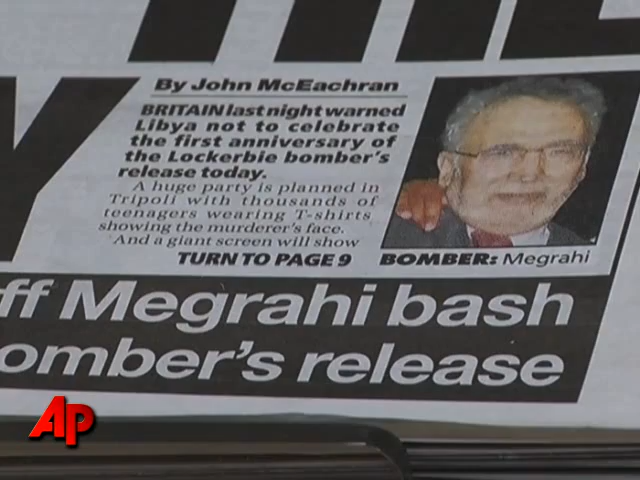 By John McEachran
BRITAIN last night warned
Libya not to celebrate
the first anniversary of
the Lockerbie bomber's
release today.
A huge party is planned in
Tripoli with thousands of
teenagers wearing T-shirts
showing the murderer's face.
And a giant screen will show
TURN TO PAGE 9
BOMBER: Megrahi
ff Megrahi bash
omber's release
AP